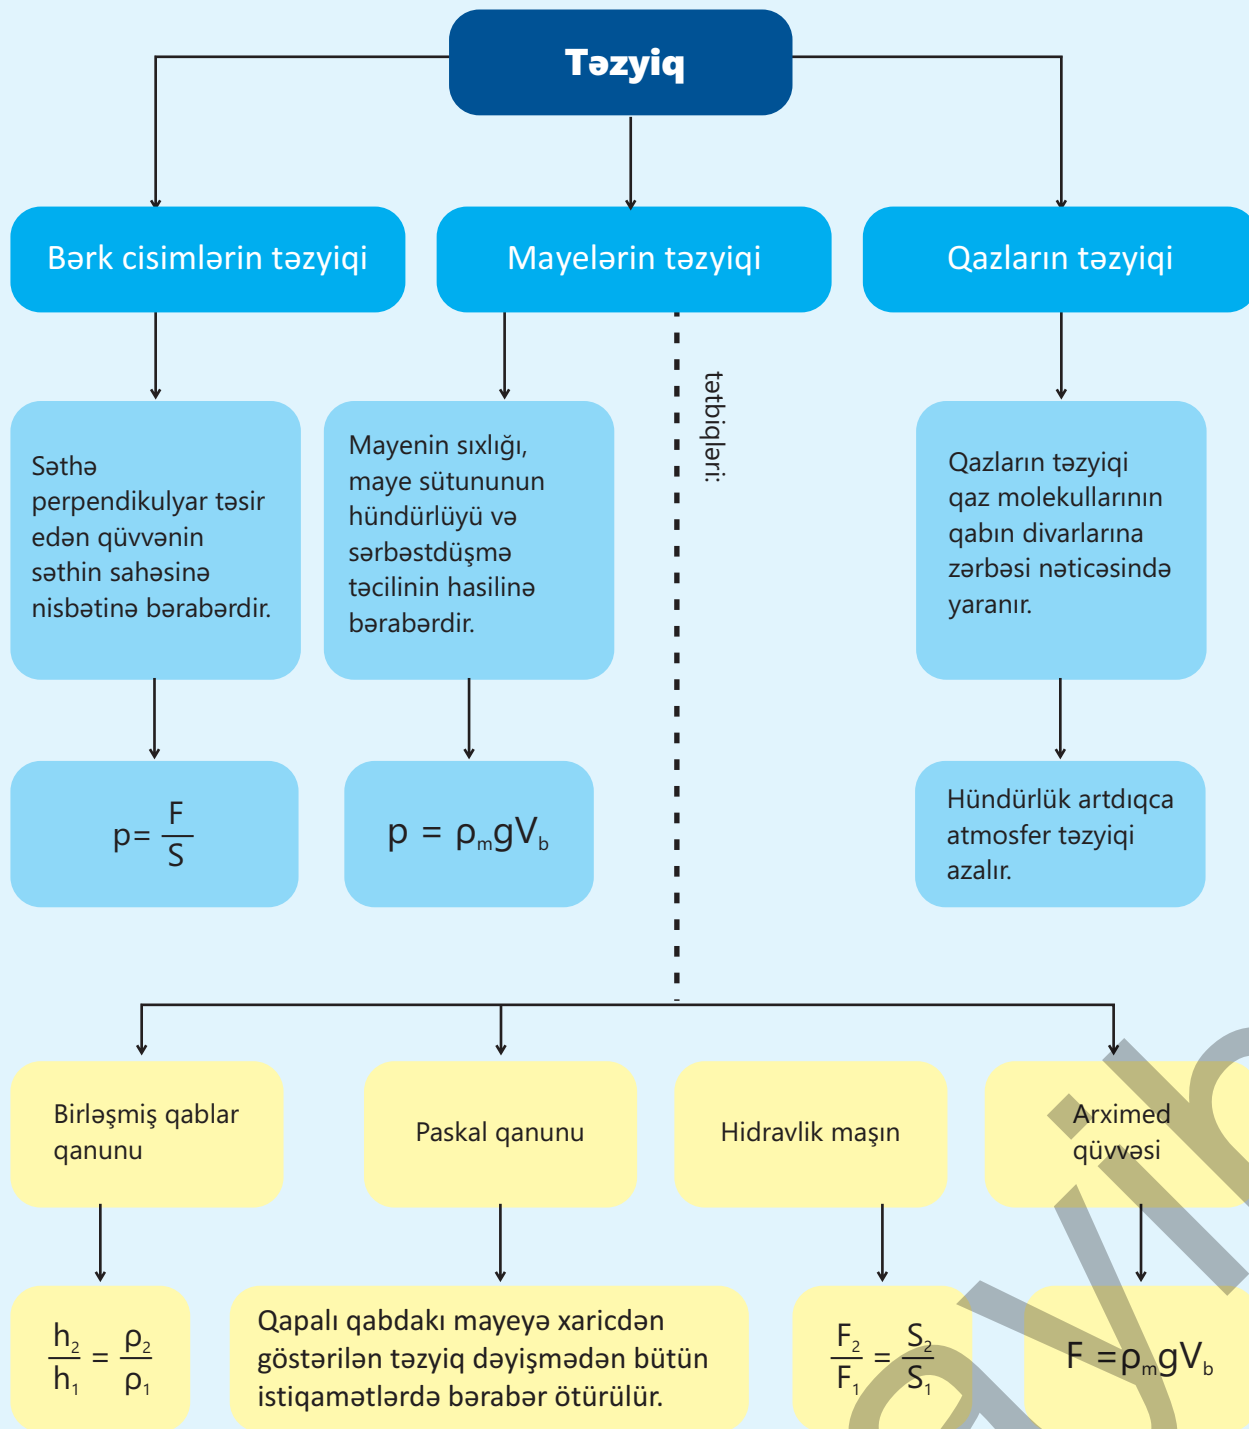 Təzyiq
Bərk cisimlərin təzyiqi
Mayelərin təzyiqi
Qazların təzyiqi
tətbiqləri:
Səthə
perpendikulyar təsir
edən qüvvənin
səthin sahəsinə
nisbətinə bərabərdir.
Mayenin sıxlığı,
maye sütununun
hündürlüyü və
sərbəstdüşmə
təcilinin hasilinə
bərabərdir.
Qazların təzyiqi
qaz molekullarının
qabın divarlarına
zərbəsi nəticəsində
yaranır.
p= F/S
p = ρₘgV_b
Hündürlük artdıqca
atmosfer təzyiqi
azalır.
Birləşmiş qablar
qanunu
Paskal qanunu
Hidravlik maşın
Arximed
qüvvəsi
h₂/h₁ = ρ₂/ρ₁
Qapalı qabdakı mayeyə xaricdən
göstərilən təzyiq dəyişmədən bütün
istiqamətlərdə bərabər ötürülür.
F₂/F₁ = S₂/S₁
F =ρₘgV_b